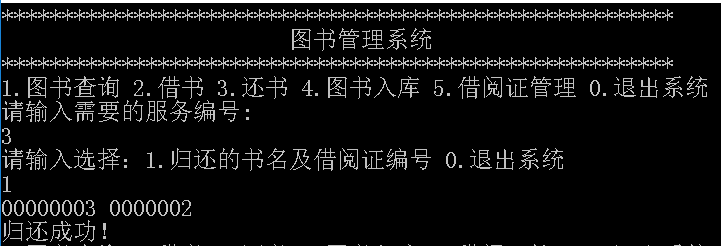 ********************************************************
图书管理系统
********************************************************
1.图书查询 2.借书 3.还书 4.图书入库 5.借阅证管理 0.退出系统
请输入需要的服务编号:
3
请输入选择: 1.归还的书名及借阅证编号 0.退出系统
1
00000003 0000002
归还成功!